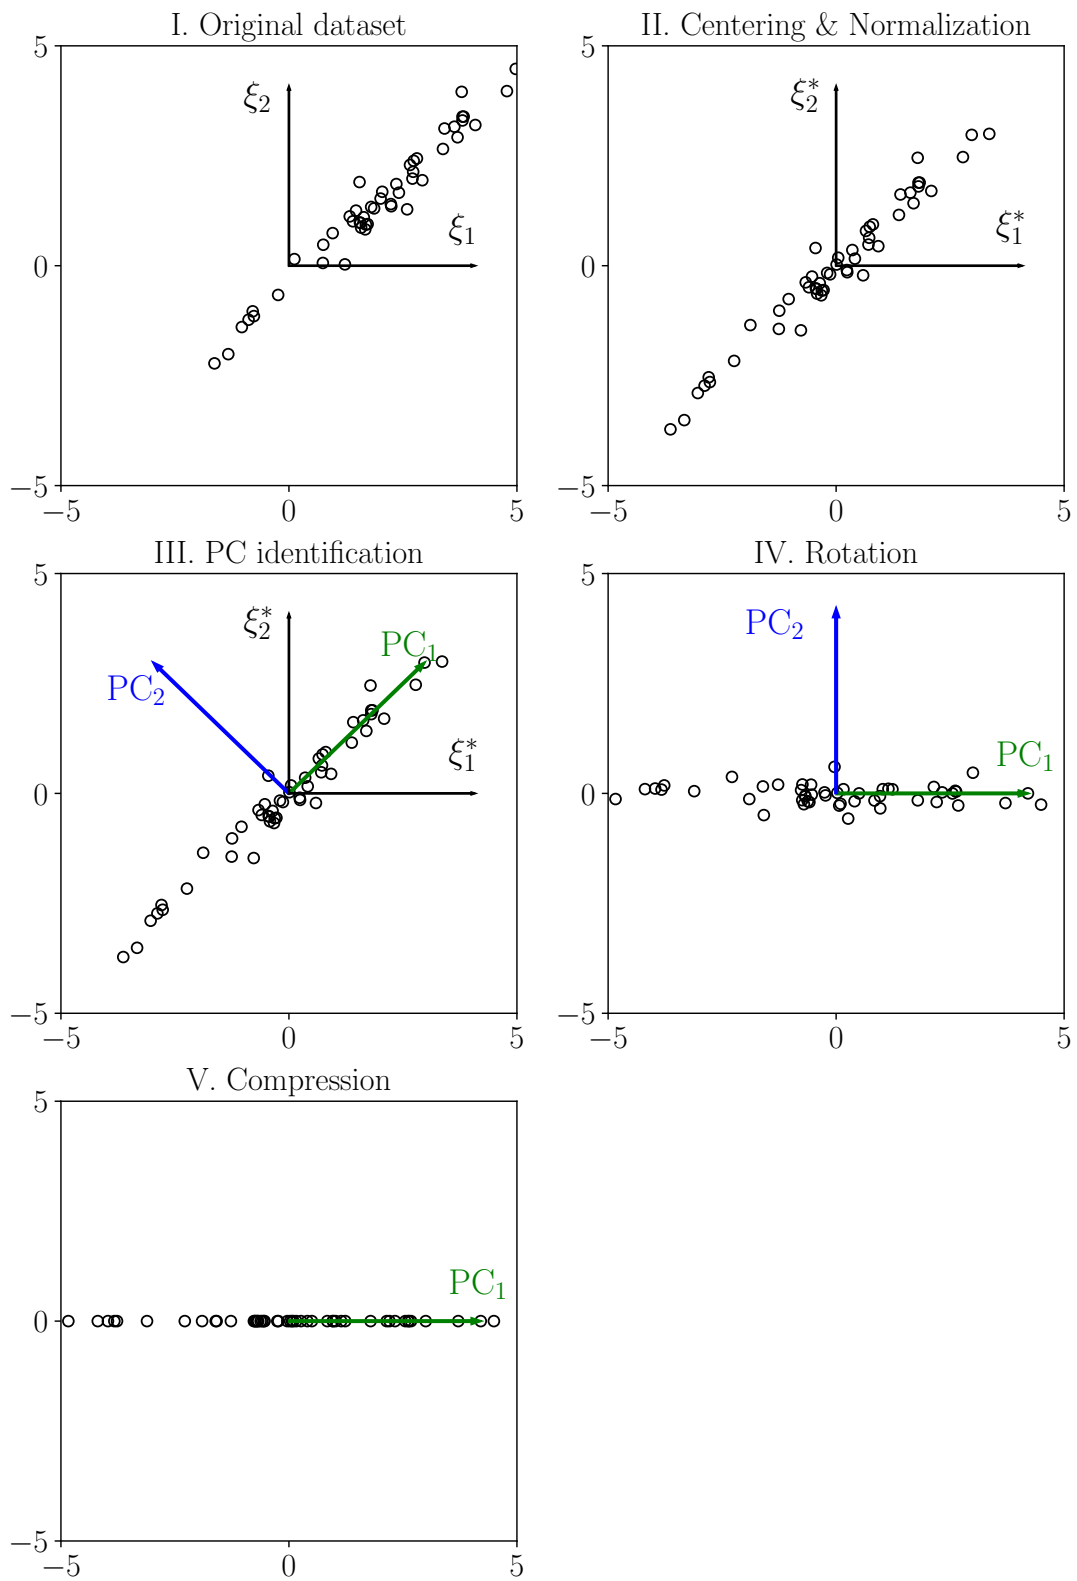 I. Original dataset
5
ξ₂
ξ₁
0
−5
−5
0
5
II. Centering & Normalization
5
ξ₂*
ξ₁*
0
−5
−5
0
5
III. PC identification
5
ξ₂*
PC₁
PC₂
ξ₁*
0
−5
−5
0
5
IV. Rotation
5
PC₂
PC₁
0
−5
−5
0
5
V. Compression
5
PC₁
0
−5
−5
0
5